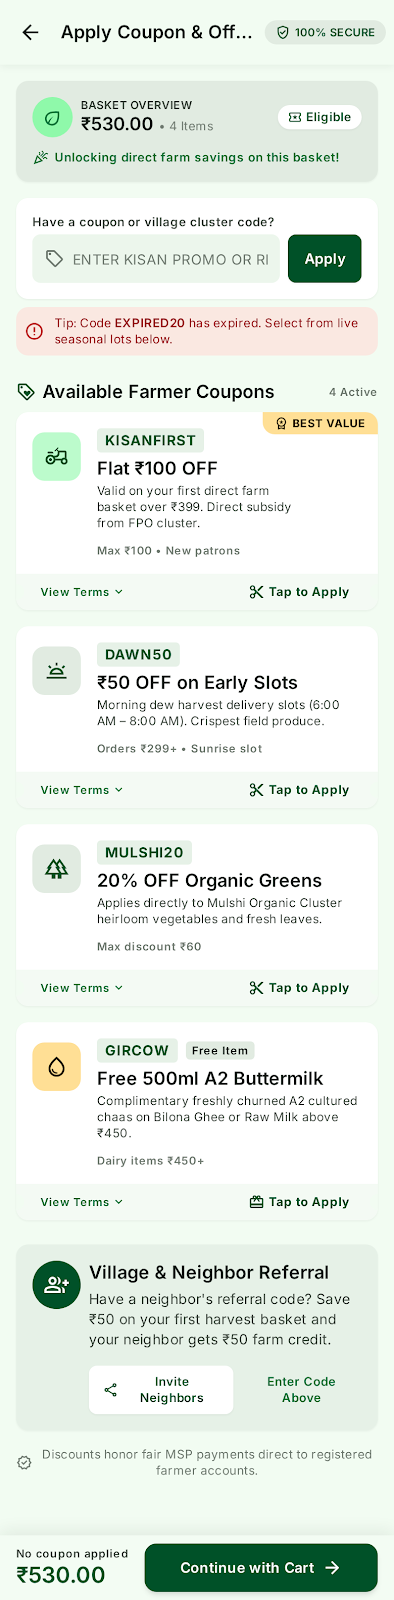 Apply Coupon & Off...
100% SECURE
BASKET OVERVIEW
₹530.00 • 4 Items
Eligible
Unlocking direct farm savings on this basket!
Have a coupon or village cluster code?
ENTER KISAN PROMO OR RI
Apply
Tip: Code EXPIRED20 has expired. Select from live
seasonal lots below.
Available Farmer Coupons
4 Active
BEST VALUE
KISANFIRST
Flat ₹100 OFF
Valid on your first direct farm
basket over ₹399. Direct subsidy
from FPO cluster.
Max ₹100 • New patrons
View Terms
Tap to Apply
DAWN50
₹50 OFF on Early Slots
Morning dew harvest delivery slots (6:00
AM – 8:00 AM). Crispest field produce.
Orders ₹299+ • Sunrise slot
View Terms
Tap to Apply
MULSHI20
20% OFF Organic Greens
Applies directly to Mulshi Organic Cluster
heirloom vegetables and fresh leaves.
Max discount ₹60
View Terms
Tap to Apply
GIRCOW
Free Item
Free 500ml A2 Buttermilk
Complimentary freshly churned A2 cultured
chaas on Bilona Ghee or Raw Milk above
₹450.
Dairy items ₹450+
View Terms
Tap to Apply
Village & Neighbor Referral
Have a neighbor's referral code? Save
₹50 on your first harvest basket and
your neighbor gets ₹50 farm credit.
Invite
Neighbors
Enter Code
Above
Discounts honor fair MSP payments direct to registered
farmer accounts.
No coupon applied
₹530.00
Continue with Cart